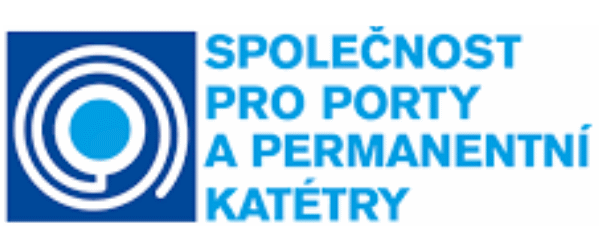 SPOLEČNOST
PRO PORTY
A PERMANENTNÍ
KATÉTRY